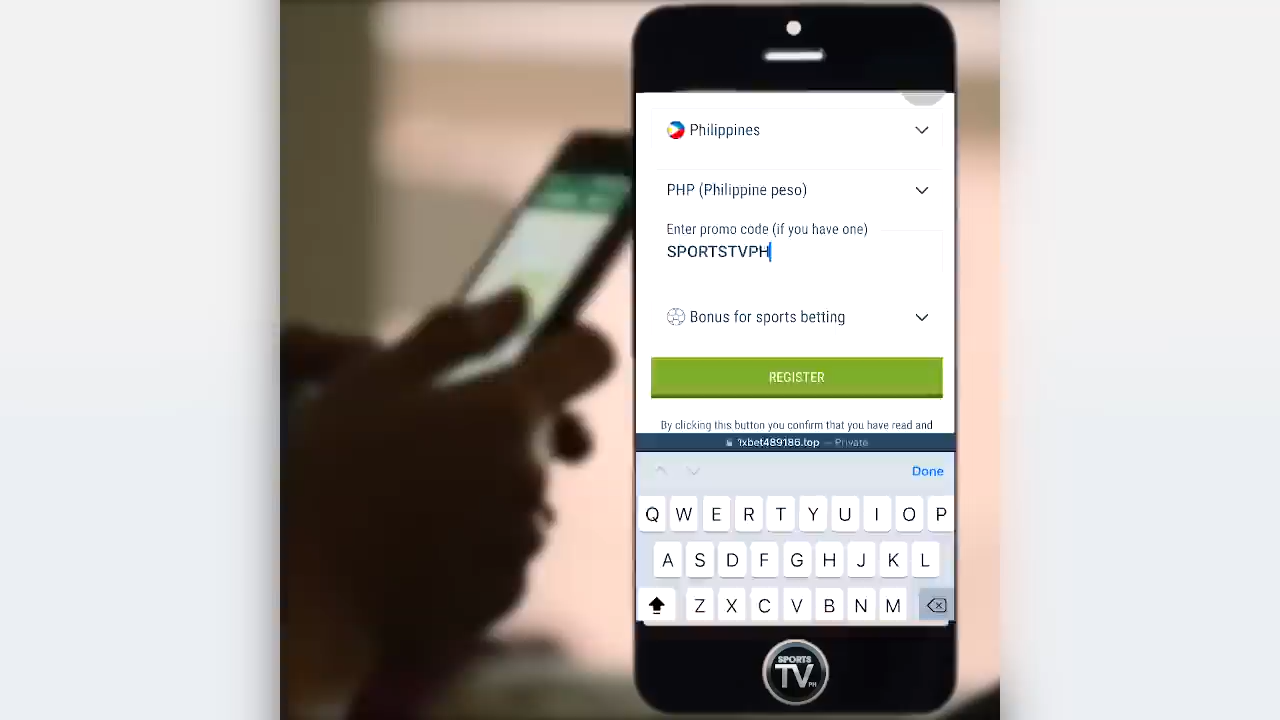 Philippines
PHP (Philippine peso)
Enter promo code (if you have one)
SPORTSTVPH
Bonus for sports betting
REGISTER
By clicking this button you confirm that you have read and
1xbet489186.top — Private
Done
Q W E R T Y U I O P
A S D F G H J K L
Z X C V B N M
SPORTS
TV PH